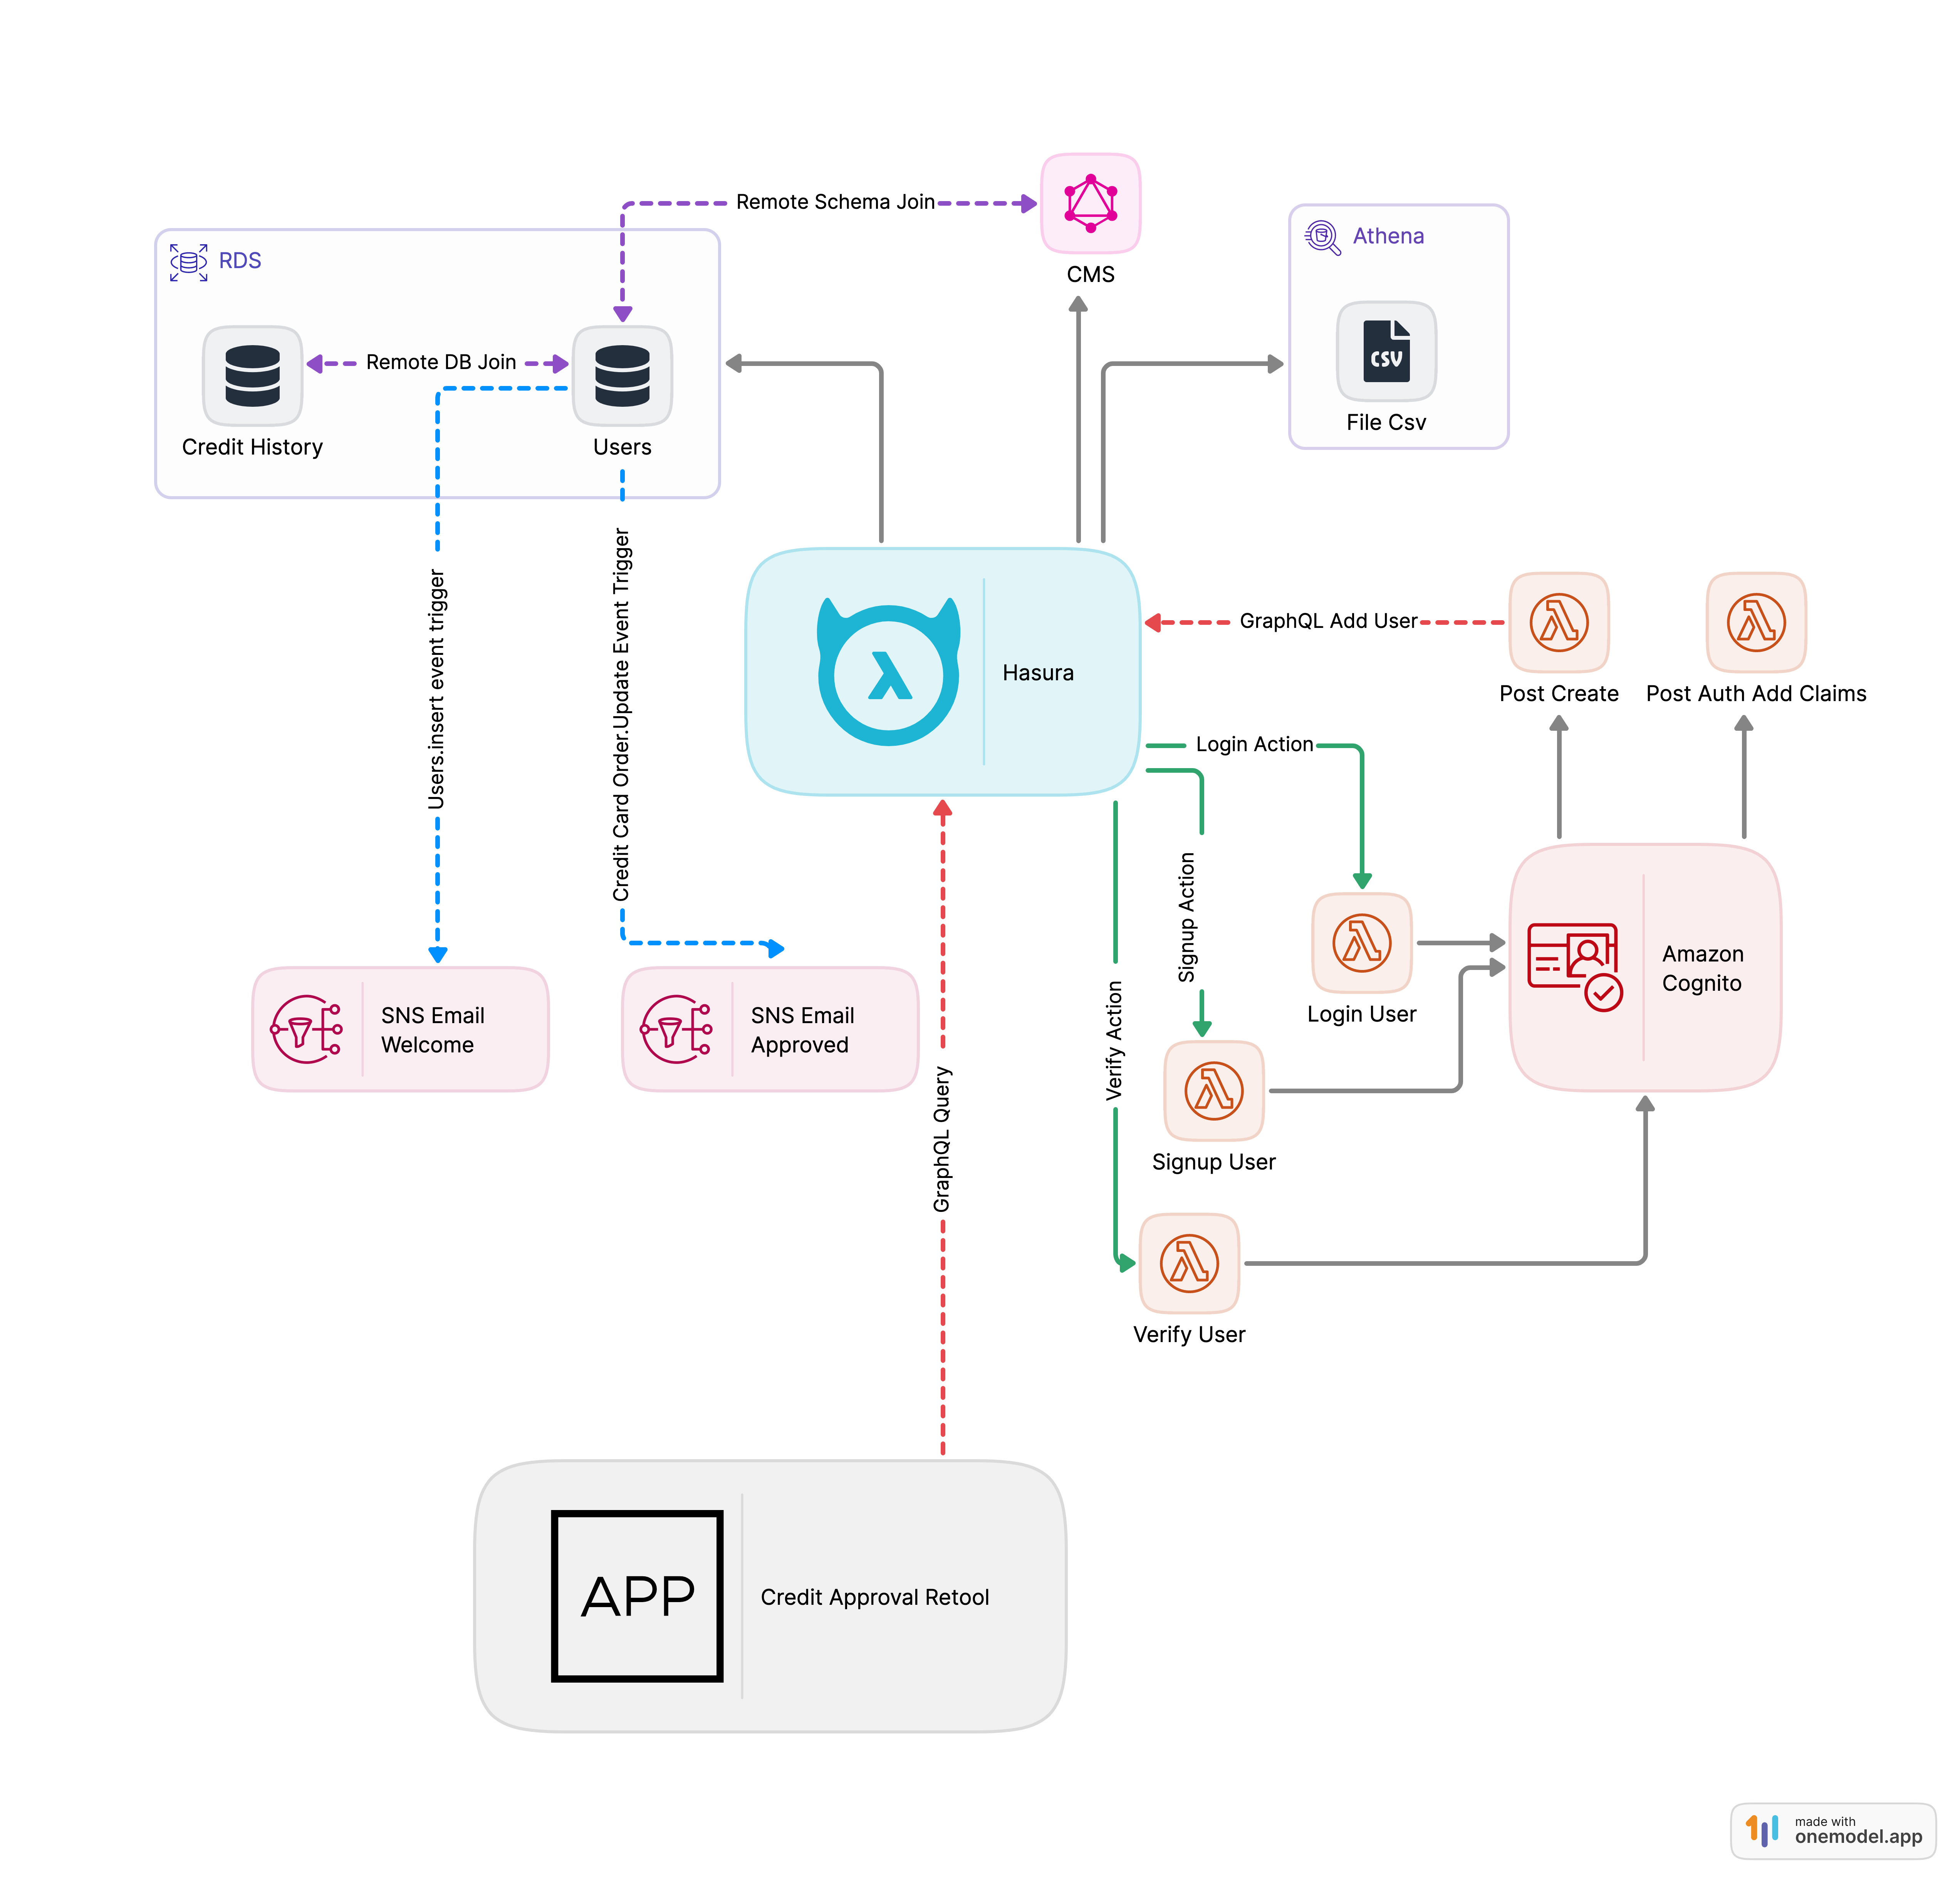 Remote Schema Join
CMS
RDS
Athena
CSV
File Csv
Remote DB Join
Credit History
Users
Users.insert event trigger
Credit Card Order.Update Event Trigger
Hasura
GraphQL Add User
Post Create
Post Auth Add Claims
Login Action
Signup Action
Verify Action
Login User
Amazon
Cognito
SNS Email
Welcome
SNS Email
Approved
GraphQL Query
Signup User
Verify User
APP
Credit Approval Retool
made with
onemodel.app